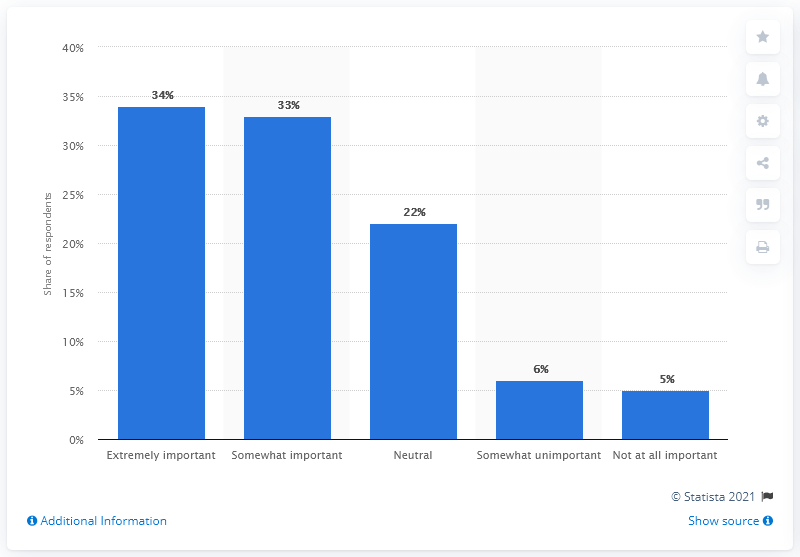 40%
35%
30%
25%
20%
15%
10%
5%
0%
Share of respondents
34%
33%
22%
6%
5%
Extremely important
Somewhat important
Neutral
Somewhat unimportant
Not at all important
© Statista 2021
Additional Information
Show source